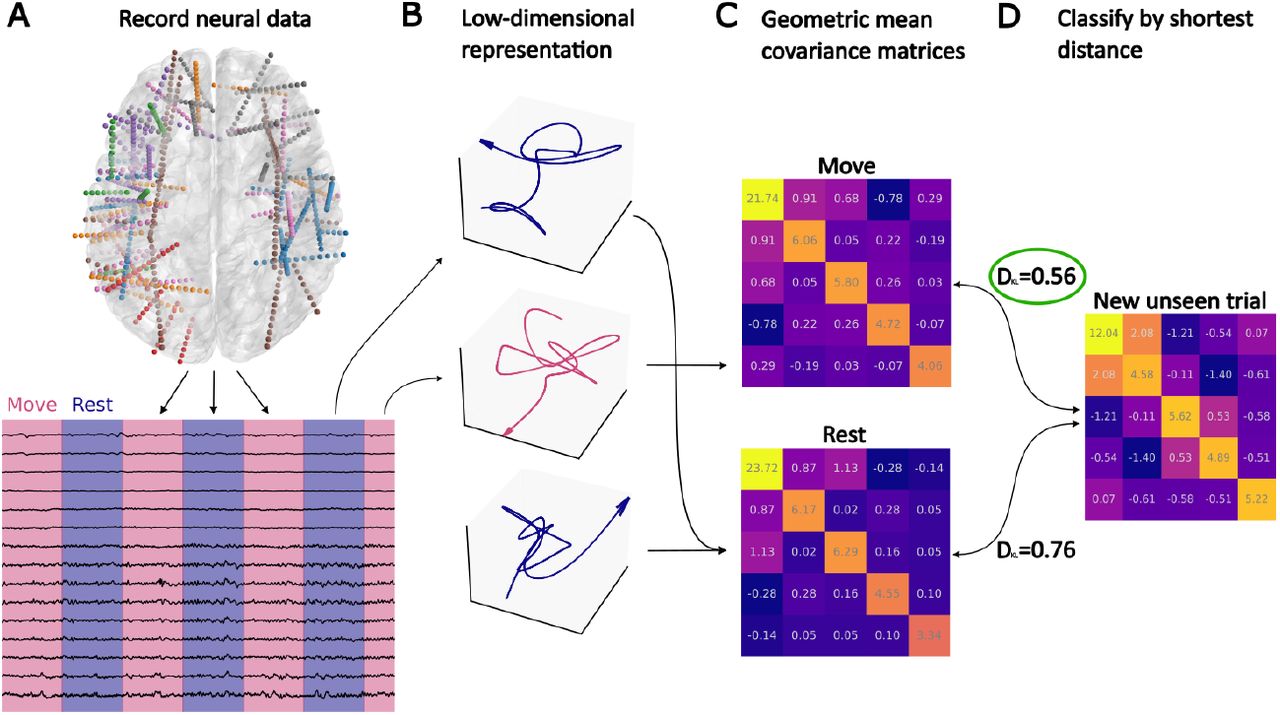 A
Record neural data
B
Low-dimensional
representation
C
Geometric mean
covariance matrices
D
Classify by shortest
distance
Move Rest
Move
21.74 0.91 0.68 -0.78 0.29
0.91 6.06 0.05 0.22 -0.19
0.68 0.05 5.80 0.26 0.03
-0.78 0.22 0.26 4.72 -0.07
0.29 -0.19 0.03 -0.07 4.06
Rest
23.72 0.87 1.13 -0.28 -0.14
0.87 6.17 0.02 0.28 0.05
1.13 0.02 6.29 0.16 0.05
-0.28 0.28 0.16 4.55 0.10
-0.14 0.05 0.05 0.10 3.34
DKL=0.56
New unseen trial
12.04 2.08 -1.21 -0.54 0.07
2.08 4.58 -0.11 -1.40 -0.61
-1.21 -0.11 5.62 0.53 -0.58
-0.54 -1.40 0.53 4.89 -0.51
0.07 -0.61 -0.58 -0.51 5.22
DKL=0.76